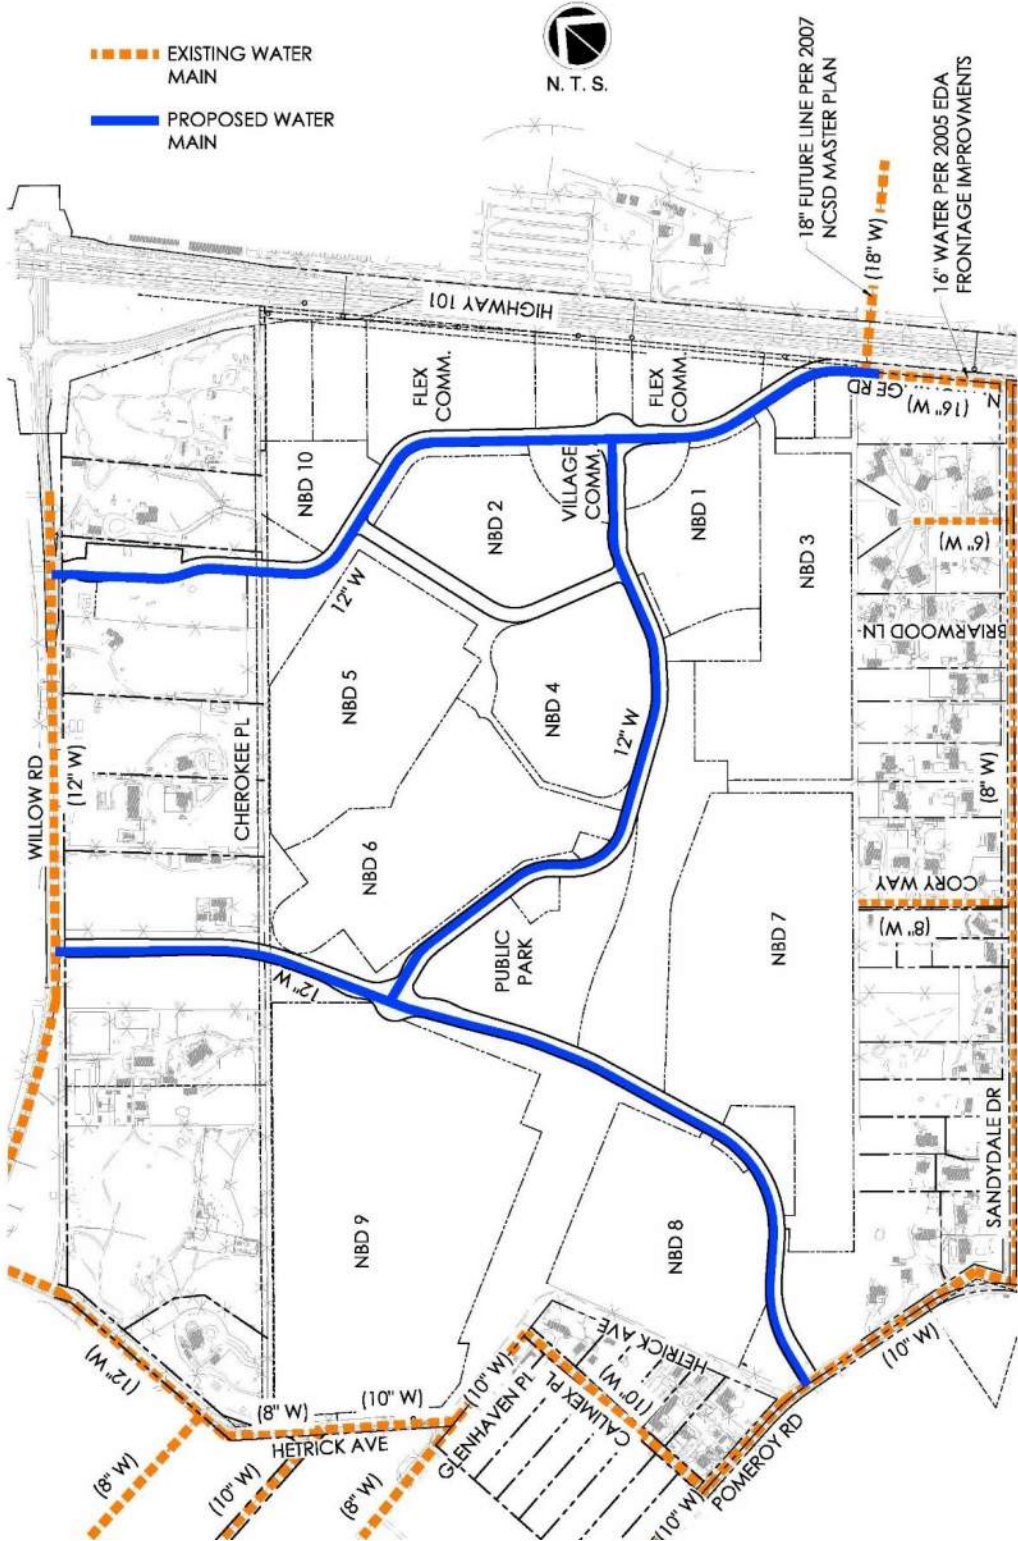 EXISTING WATER
MAIN
PROPOSED WATER
MAIN
N. T. S.
18" FUTURE LINE PER 2007
NCSD MASTER PLAN
16" WATER PER 2005 EDA
FRONTAGE IMPROVMENTS
(18" W)
HIGHWAY 101
(16" W)
N.
GE RD
FLEX
COMM.
FLEX
COMM.
NBD 10
NBD 2
VILLAGE
COMM.
NBD 1
NBD 3
(6" W)
BRIARWOOD LN
12" W
NBD 5
NBD 4
12" W
WILLOW RD
(12" W)
CHEROKEE PL
(8" W)
NBD 6
CORY WAY
(8" W)
NBD 7
PUBLIC
PARK
12" W
SANDYDALE DR
NBD 9
NBD 8
(12" W)
HETRICK AVE
(10" W)
(10" W)
(8" W)
(10" W)
(10" W)
HETRICK AVE
GLENHAVEN PL
CALIMEX PL
POMEROY RD
(8" W)
(10" W)
(8" W)
(10" W)